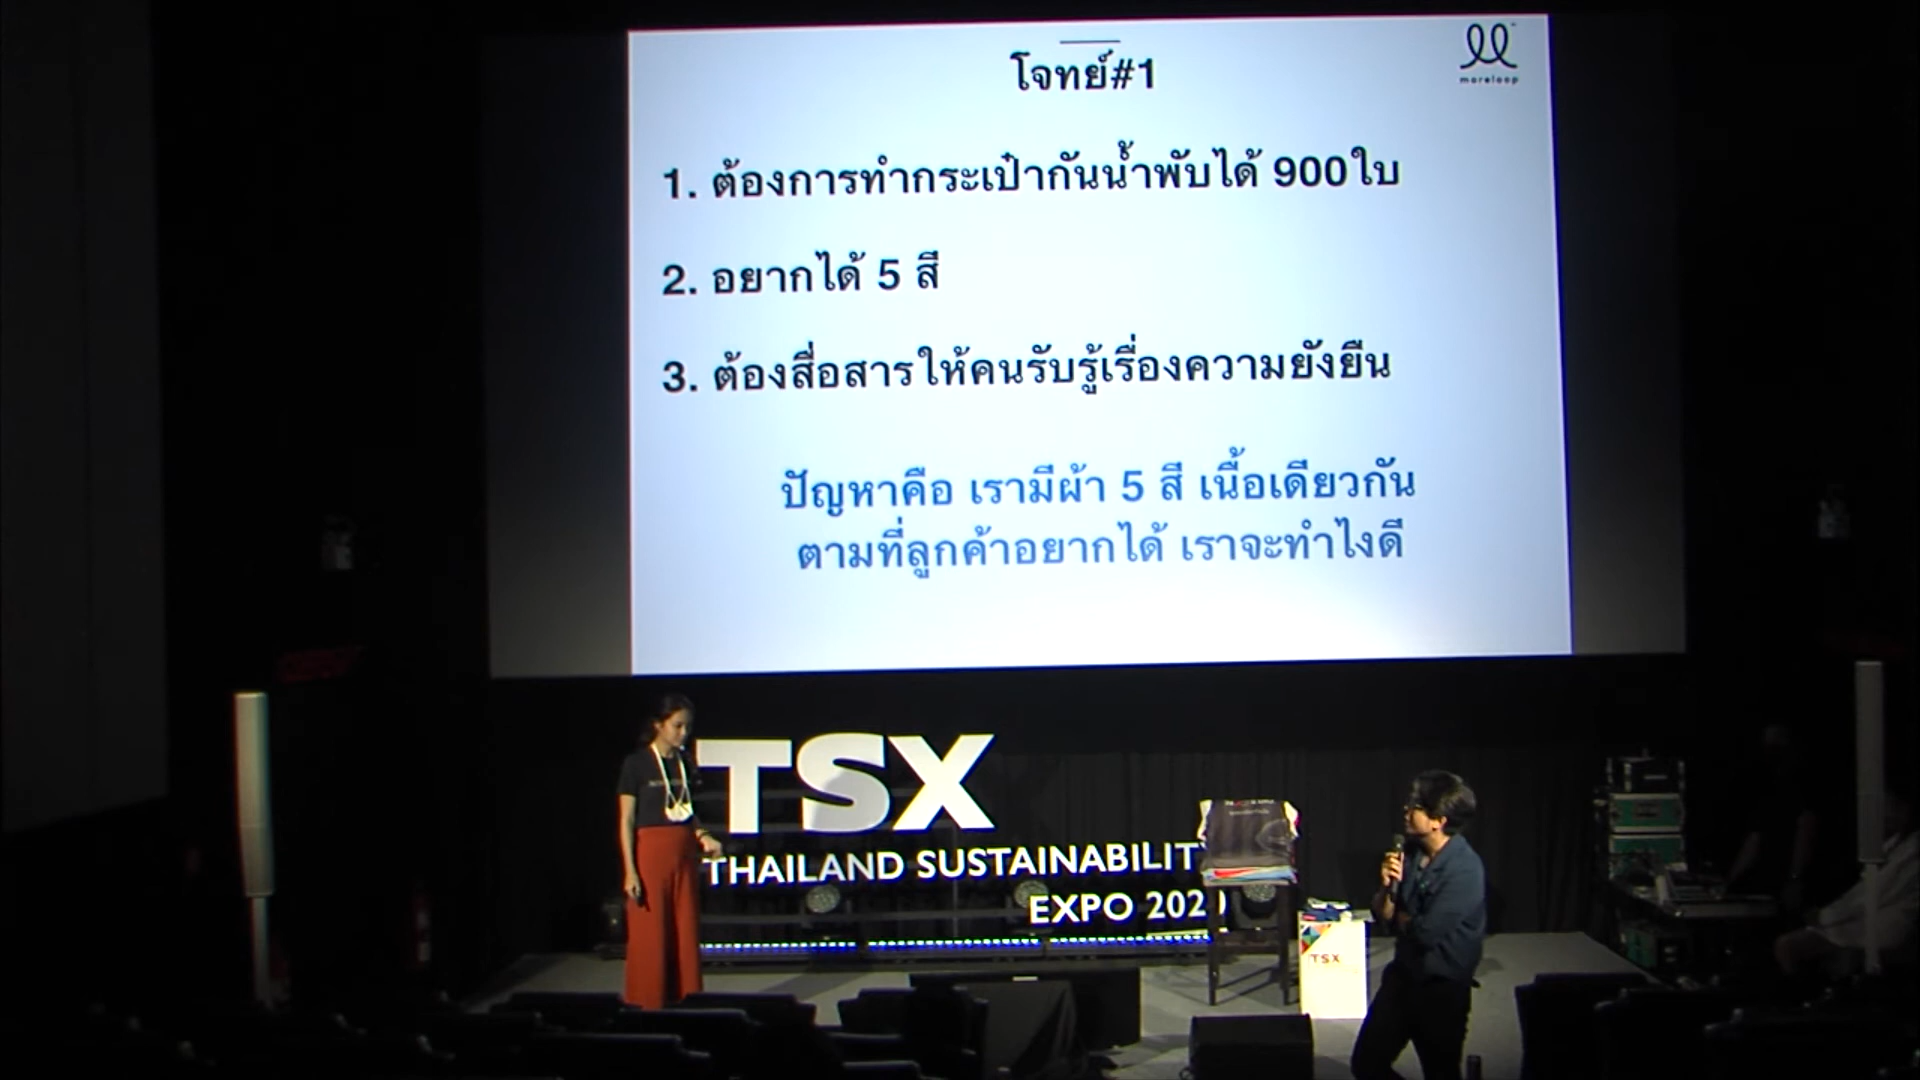 โจทย์#1
moreloop
1. ต้องการทำกระเป๋ากันน้ำพับได้ 900ใบ
2. อยากได้ 5 สี
3. ต้องสื่อสารให้คนรับรู้เรื่องความยั่งยืน
ปัญหาคือ เรามีผ้า 5 สี เนื้อเดียวกัน
ตามที่ลูกค้าอยากได้ เราจะทำไงดี
TSX
THAILAND SUSTAINABILITY
EXPO 2020
TSX